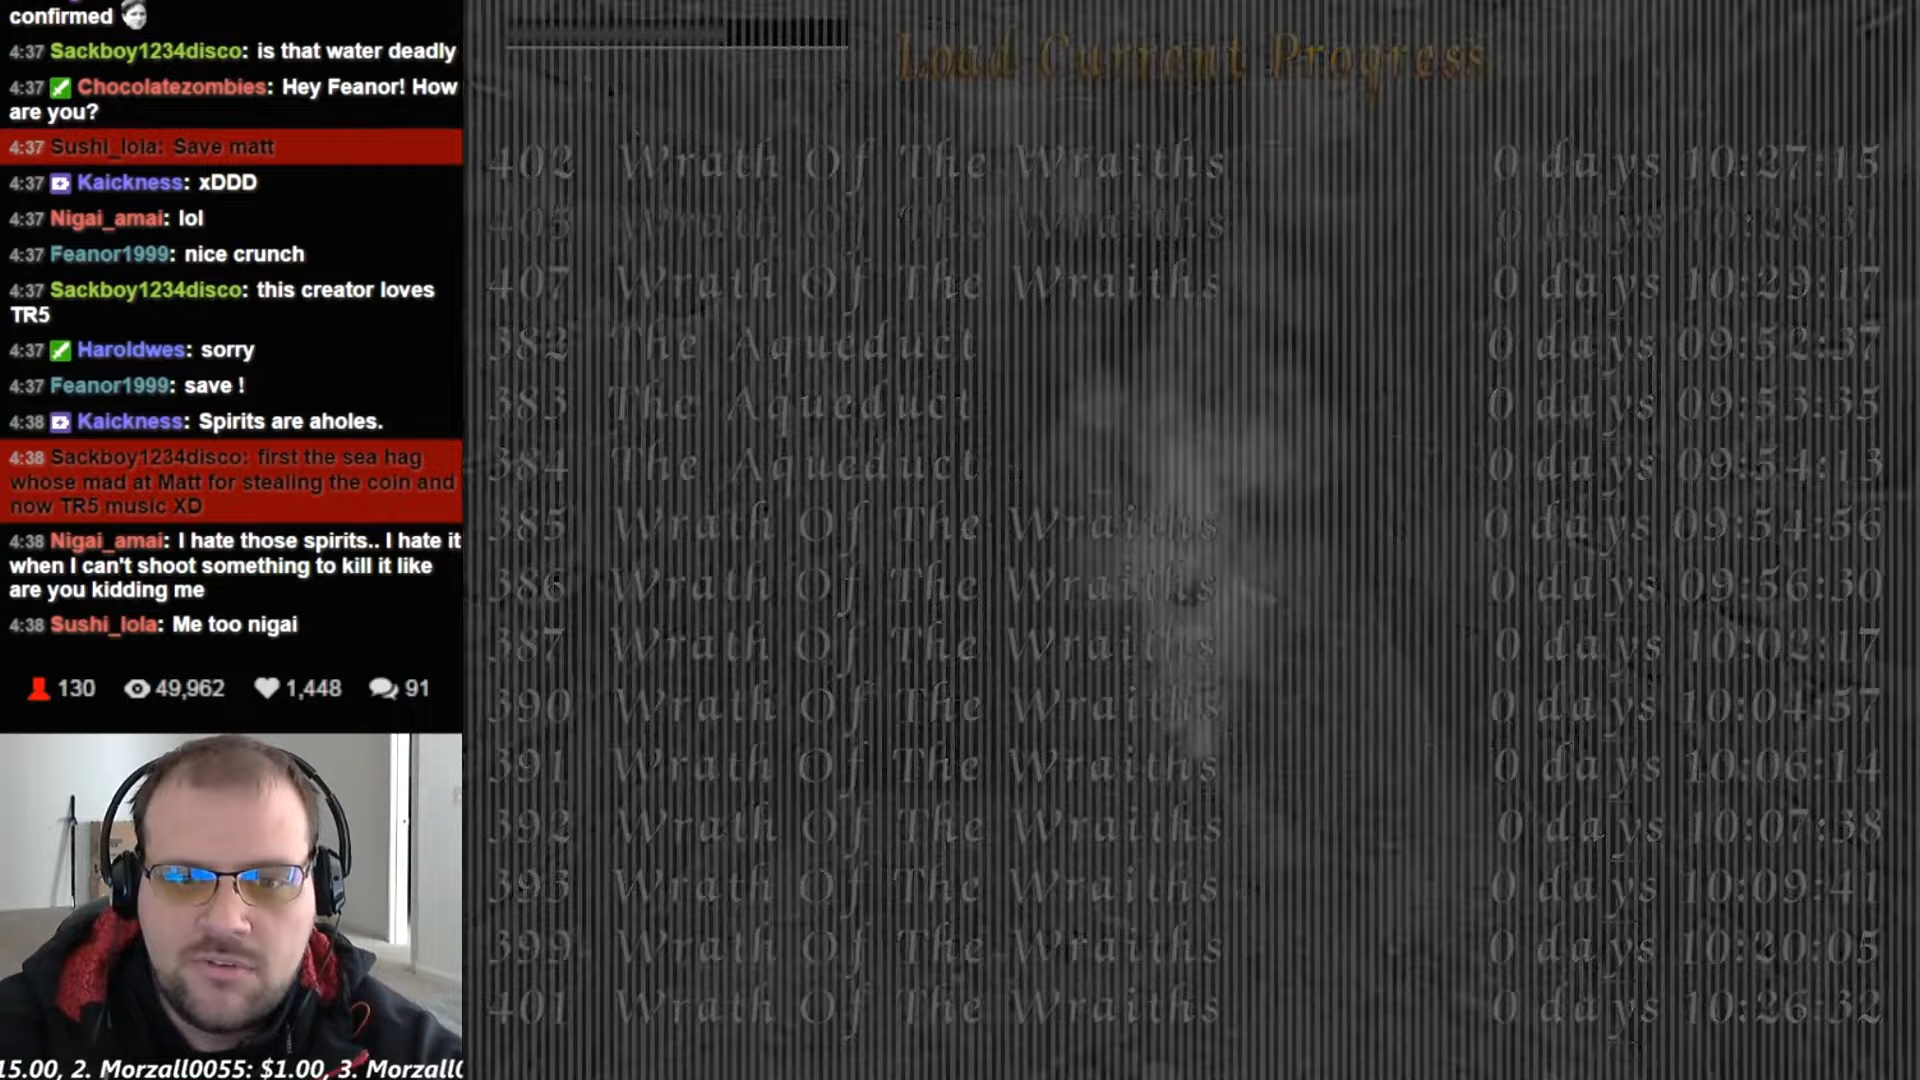 confirmed
4:37 Sackboy1234disco: is that water deadly
4:37 Chocolatezombies: Hey Feanor! How
are you?
4:37 Sushi_lola: Save matt
4:37 Kaickness: xDDD
4:37 Nigai_amai: lol
4:37 Feanor1999: nice crunch
4:37 Sackboy1234disco: this creator loves
TR5
4:37 Haroldwes: sorry
4:37 Feanor1999: save !
4:38 Kaickness: Spirits are aholes.
4:38 Sackboy1234disco: first the sea hag
whose mad at Matt for stealing the coin and
now TR5 music XD
4:38 Nigai_amai: I hate those spirits.. I hate it
when I can't shoot something to kill it like
are you kidding me
4:38 Sushi_lola: Me too nigai
130 49,962 1,448 91
15.00, 2. Morzall0055: $1.00, 3. Morzall0
Load Current Progress
402 Wrath Of The Wraiths 0 days 10:27:15
405 Wrath Of The Wraiths 0 days 10:28:31
407 Wrath Of The Wraiths 0 days 10:29:17
382 The Aqueduct 0 days 09:52:37
383 The Aqueduct 0 days 09:53:35
384 The Aqueduct 0 days 09:54:13
385 Wrath Of The Wraiths 0 days 09:54:56
386 Wrath Of The Wraiths 0 days 09:56:30
387 Wrath Of The Wraiths 0 days 10:02:17
390 Wrath Of The Wraiths 0 days 10:04:57
391 Wrath Of The Wraiths 0 days 10:06:14
392 Wrath Of The Wraiths 0 days 10:07:38
393 Wrath Of The Wraiths 0 days 10:09:41
399 Wrath Of The Wraiths 0 days 10:20:05
401 Wrath Of The Wraiths 0 days 10:26:32